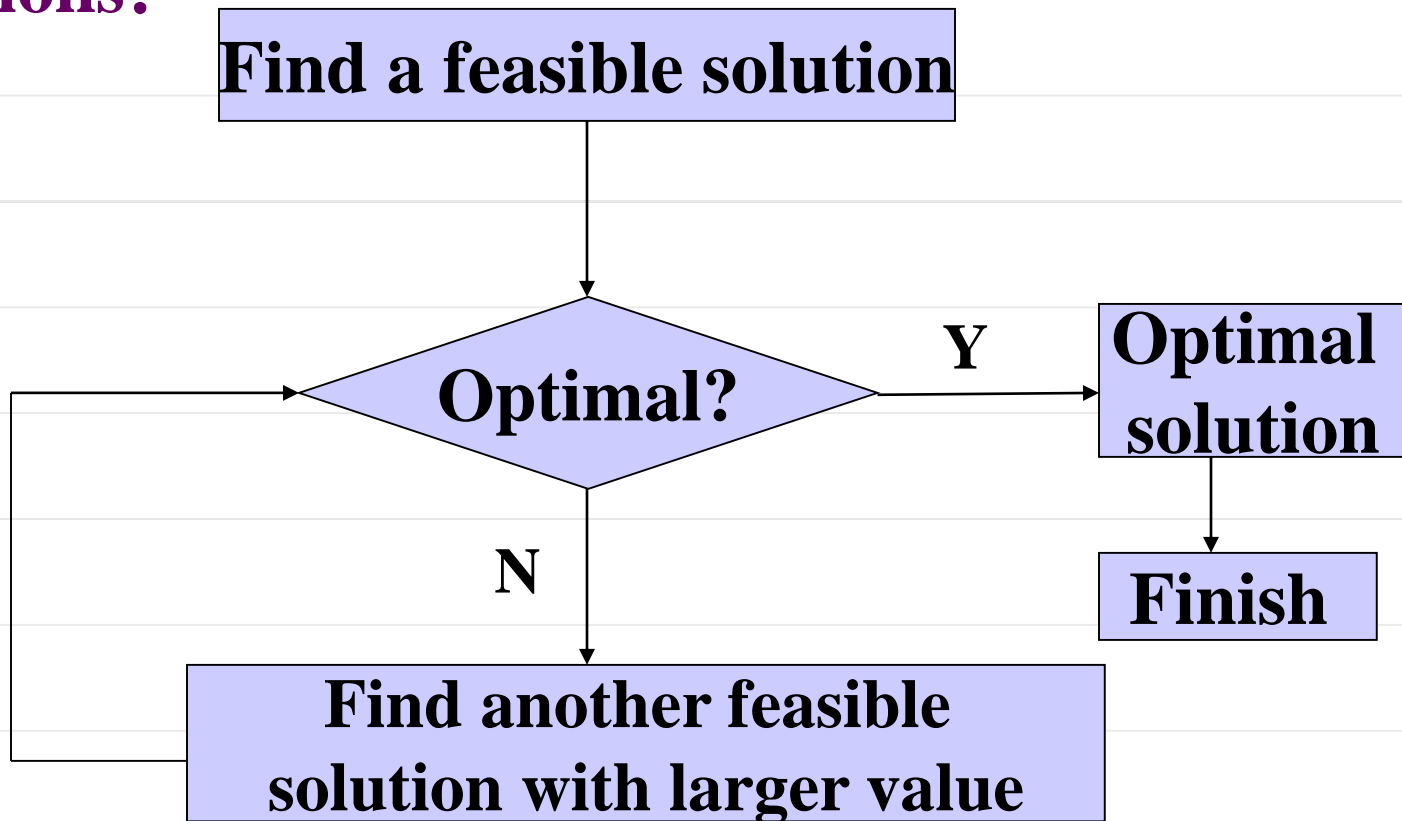 Find a feasible solution
Optimal?
Y
Optimal
solution
N
Finish
Find another feasible
solution with larger value